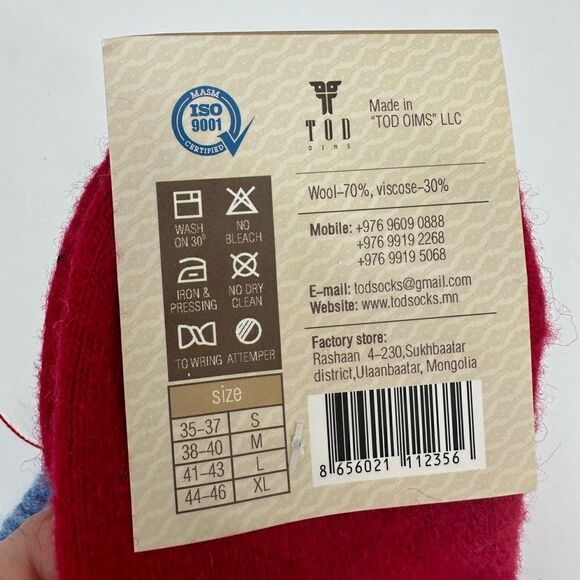 MASM
ISO
9001
CERTIFIED
TOD
OIMS
Made in
"TOD OIMS" LLC
Wool–70%, viscose–30%
Mobile: +976 9609 0888
+976 9919 2268
+976 9919 5068
E–mail: todsocks@gmail.com
Website: www.todsocks.mn
Factory store:
Rashaan 4–230,Sukhbaatar
district,Ulaanbaatar, Mongolia
WASH NO
ON 30⁰ BLEACH
IRON & NO DRY
PRESSING CLEAN
TO WRING ATTEMPER
size
35–37 S
38–40 M
41–43 L
44–46 XL
8 656021 112356